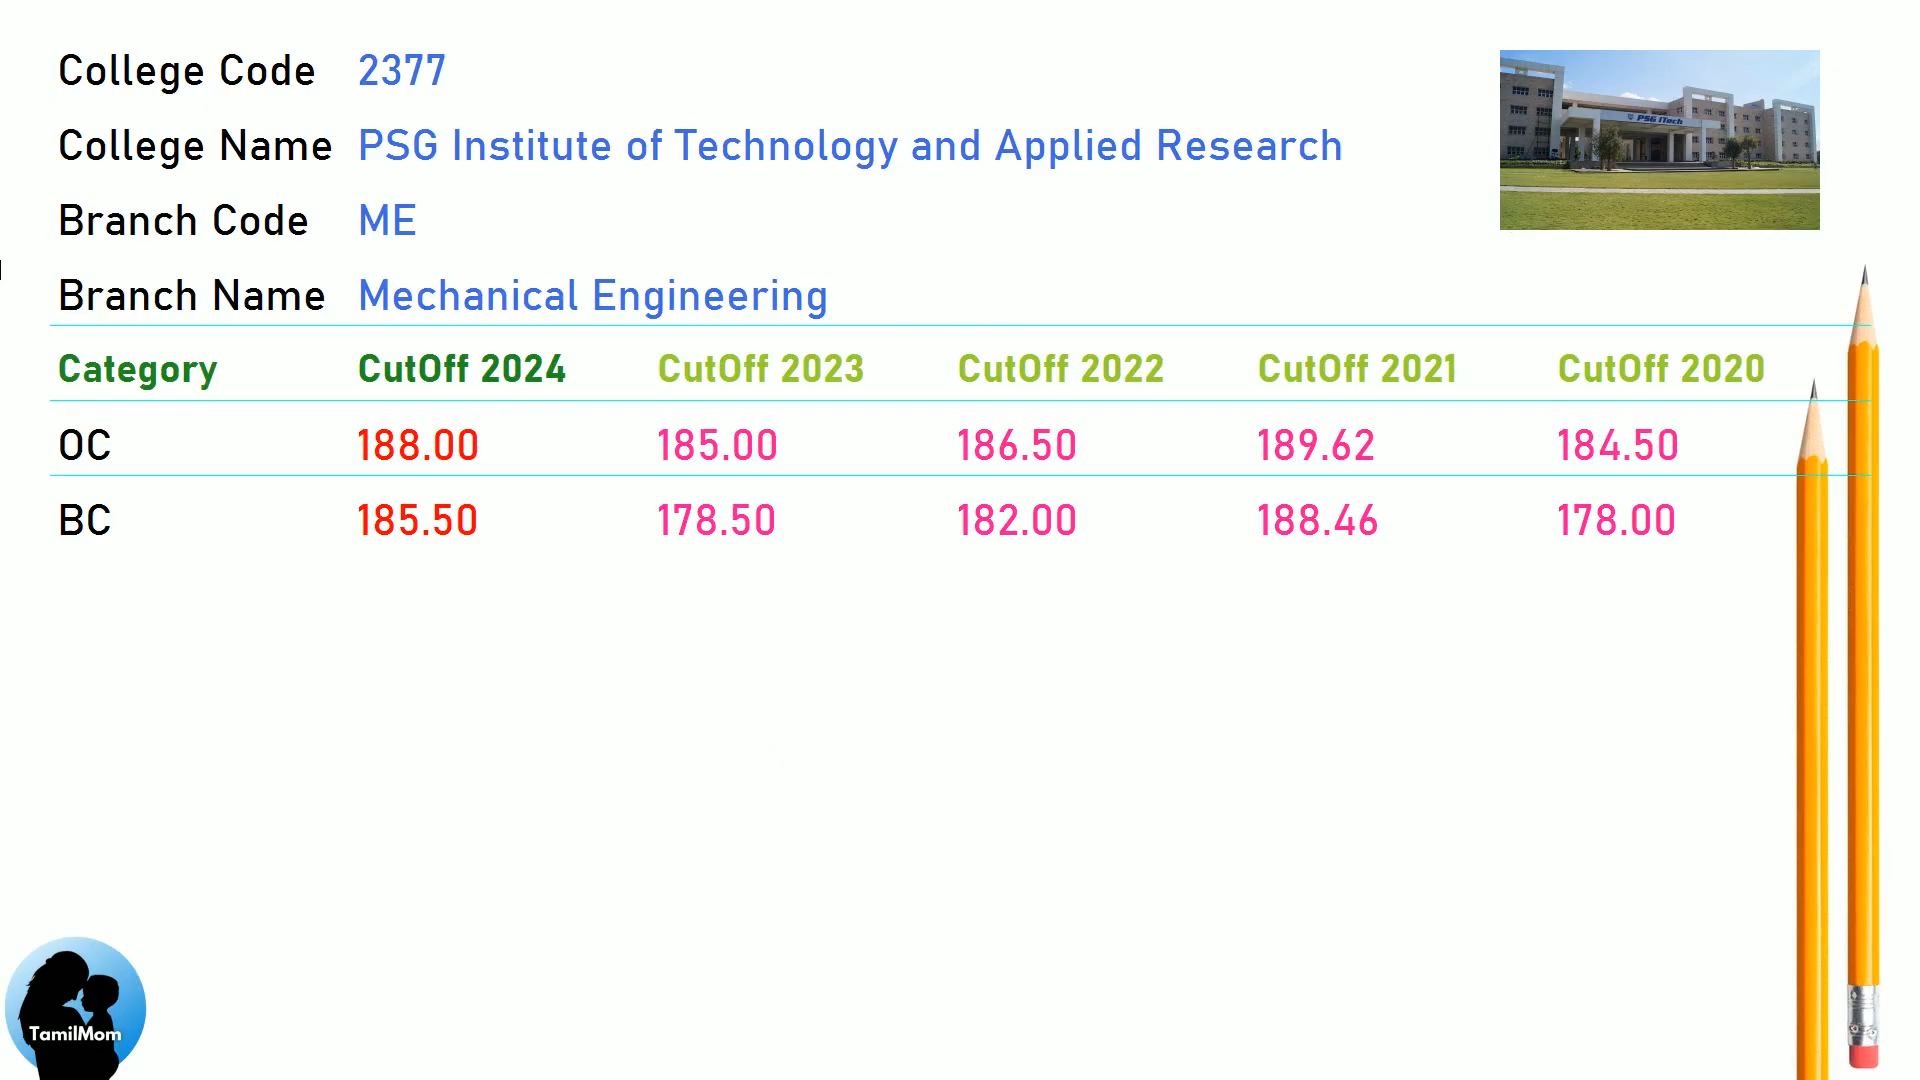 College Code 2377
College Name PSG Institute of Technology and Applied Research
PSG iTech
Branch Code ME
Branch Name Mechanical Engineering
Category CutOff 2024 CutOff 2023 CutOff 2022 CutOff 2021 CutOff 2020
OC 188.00 185.00 186.50 189.62 184.50
BC 185.50 178.50 182.00 188.46 178.00
TamilMom